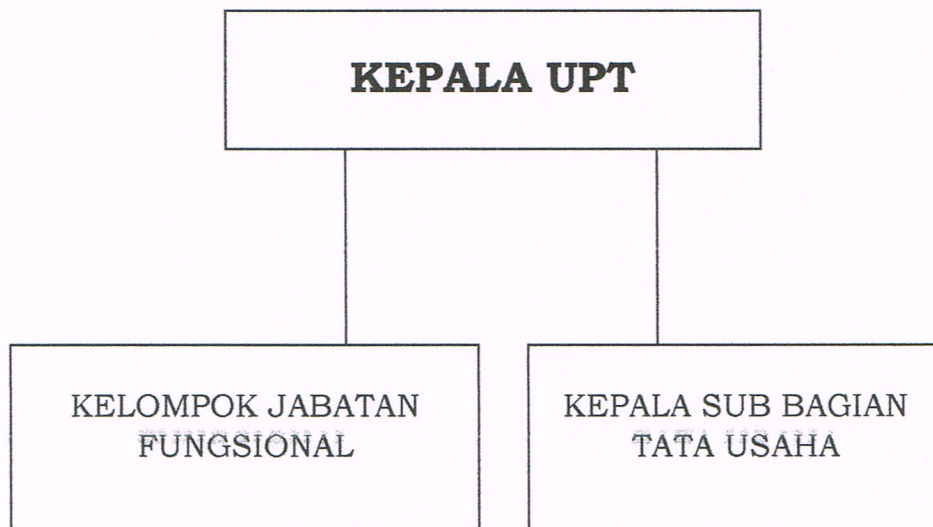 KEPALA UPT
KELOMPOK JABATAN
FUNGSIONAL
KEPALA SUB BAGIAN
TATA USAHA